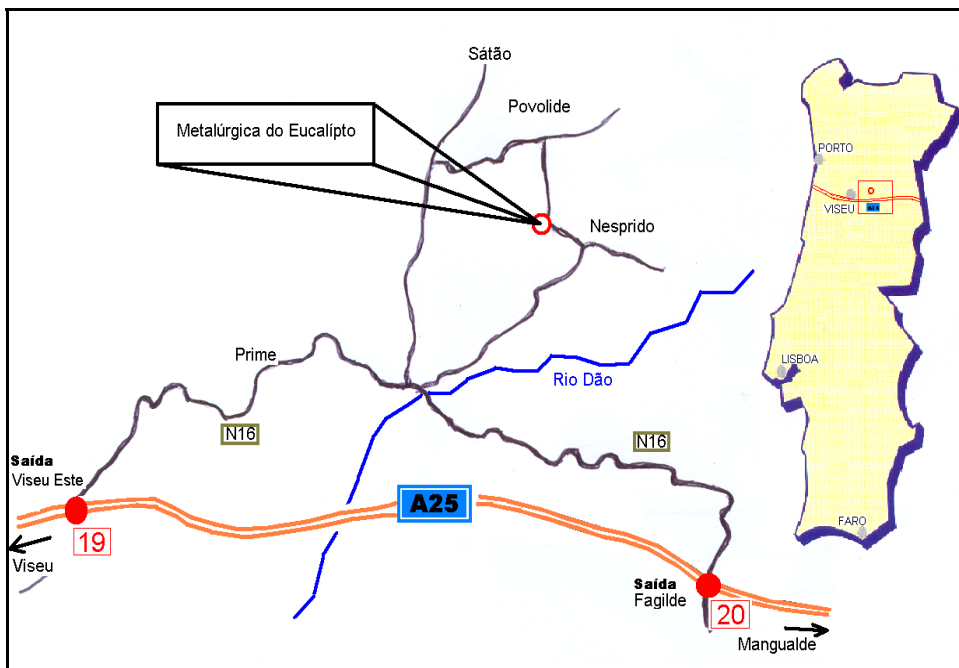 Sátão
Povolide
Metalúrgica do Eucalípto
Nesprido
Prime
Rio Dão
N16
N16
Saída
Viseu Este
A25
19
Viseu
Saída
Fagilde
20
Mangualde
PORTO
VISEU
A25
LISBOA
FARO